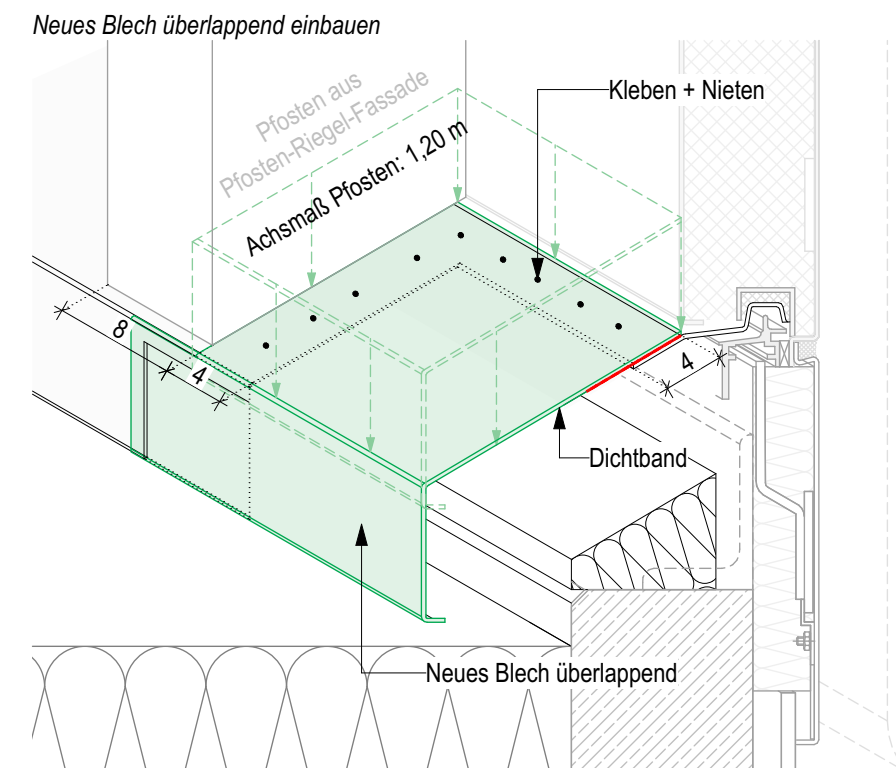 Neues Blech überlappend einbauen
Kleben + Nieten
Pfosten aus
Pfosten-Riegel-Fassade
Achsmaß Pfosten: 1,20 m
8
4
4
Dichtband
Neues Blech überlappend